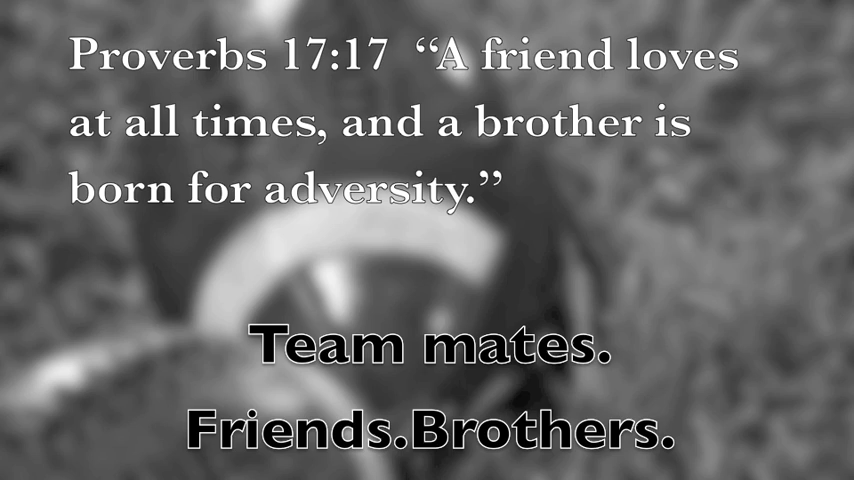 Proverbs 17:17  “A friend loves
at all times, and a brother is
born for adversity.”
Team mates.
Friends.Brothers.